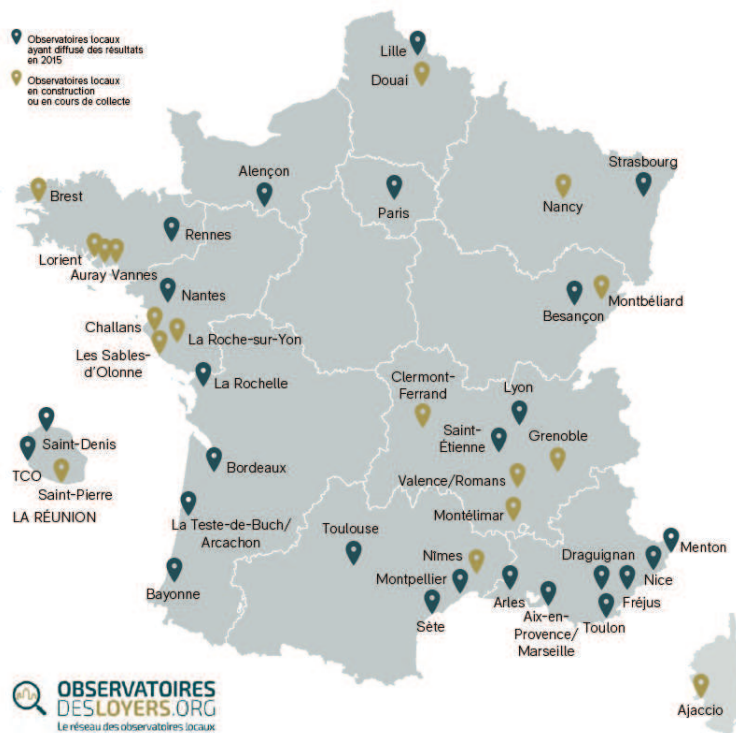 Observatoires locaux
ayant diffusé des résultats
en 2015
Observatoires locaux
en construction
ou en cours de collecte
Lille
Douai
Strasbourg
Alençon
Paris
Nancy
Brest
Rennes
Lorient
Auray Vannes
Nantes
Montbéliard
Besançon
Challans
La Roche-sur-Yon
Les Sables-
d'Olonne
La Rochelle
Clermont-
Ferrand
Lyon
Saint-
Étienne
Grenoble
Saint-Denis
TCO
Saint-Pierre
LA RÉUNION
Bordeaux
Valence/Romans
La Teste-de-Buch/
Arcachon
Montélimar
Toulouse
Nîmes
Draguignan
Menton
Montpellier
Nice
Bayonne
Sète
Arles
Fréjus
Aix-en-
Provence/
Marseille
Toulon
Ajaccio
OBSERVATOIRES
DESLOYERS.ORG
Le réseau des observatoires locaux